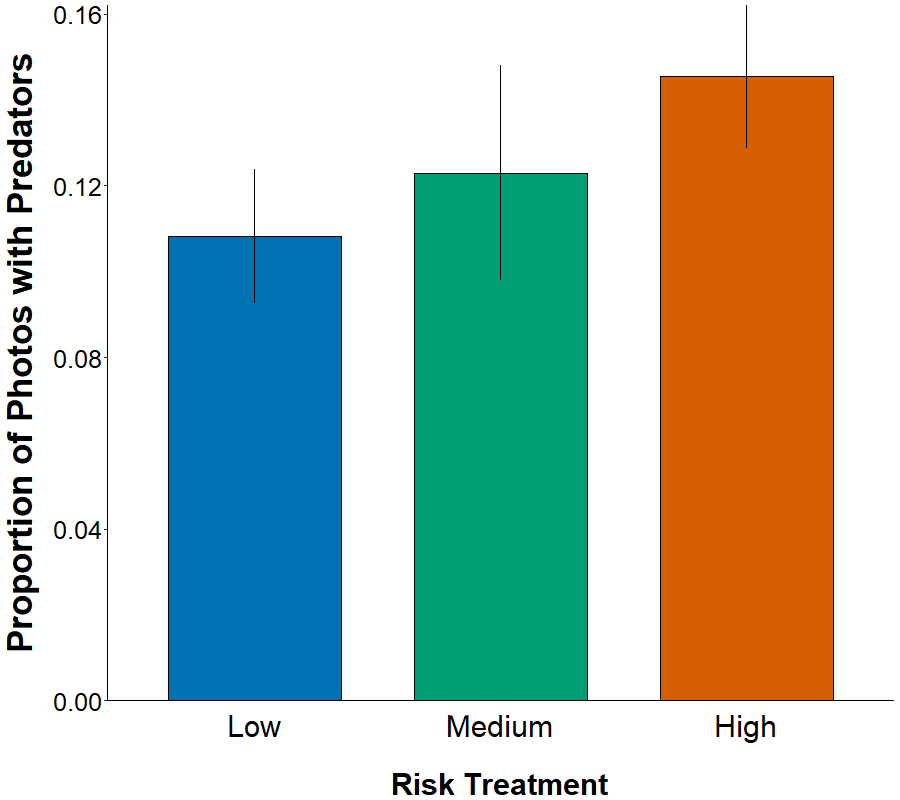 Proportion of Photos with Predators
0.16
0.12
0.08
0.04
0.00
Low Medium High
Risk Treatment